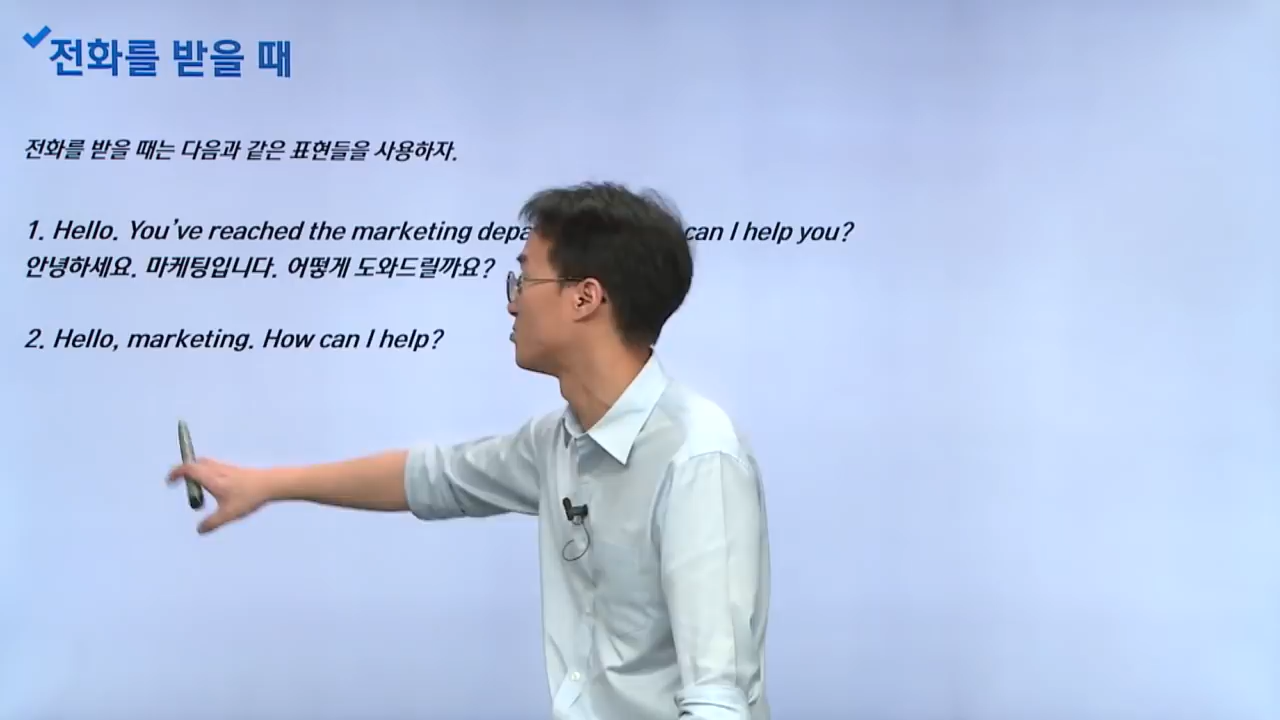 전화를 받을 때
전화를 받을 때는 다음과 같은 표현들을 사용하자.
1. Hello. You've reached the marketing can I help you?
안녕하세요. 마케팅입니다. 어떻게 도와드릴까요?
2. Hello, marketing. How can I help?